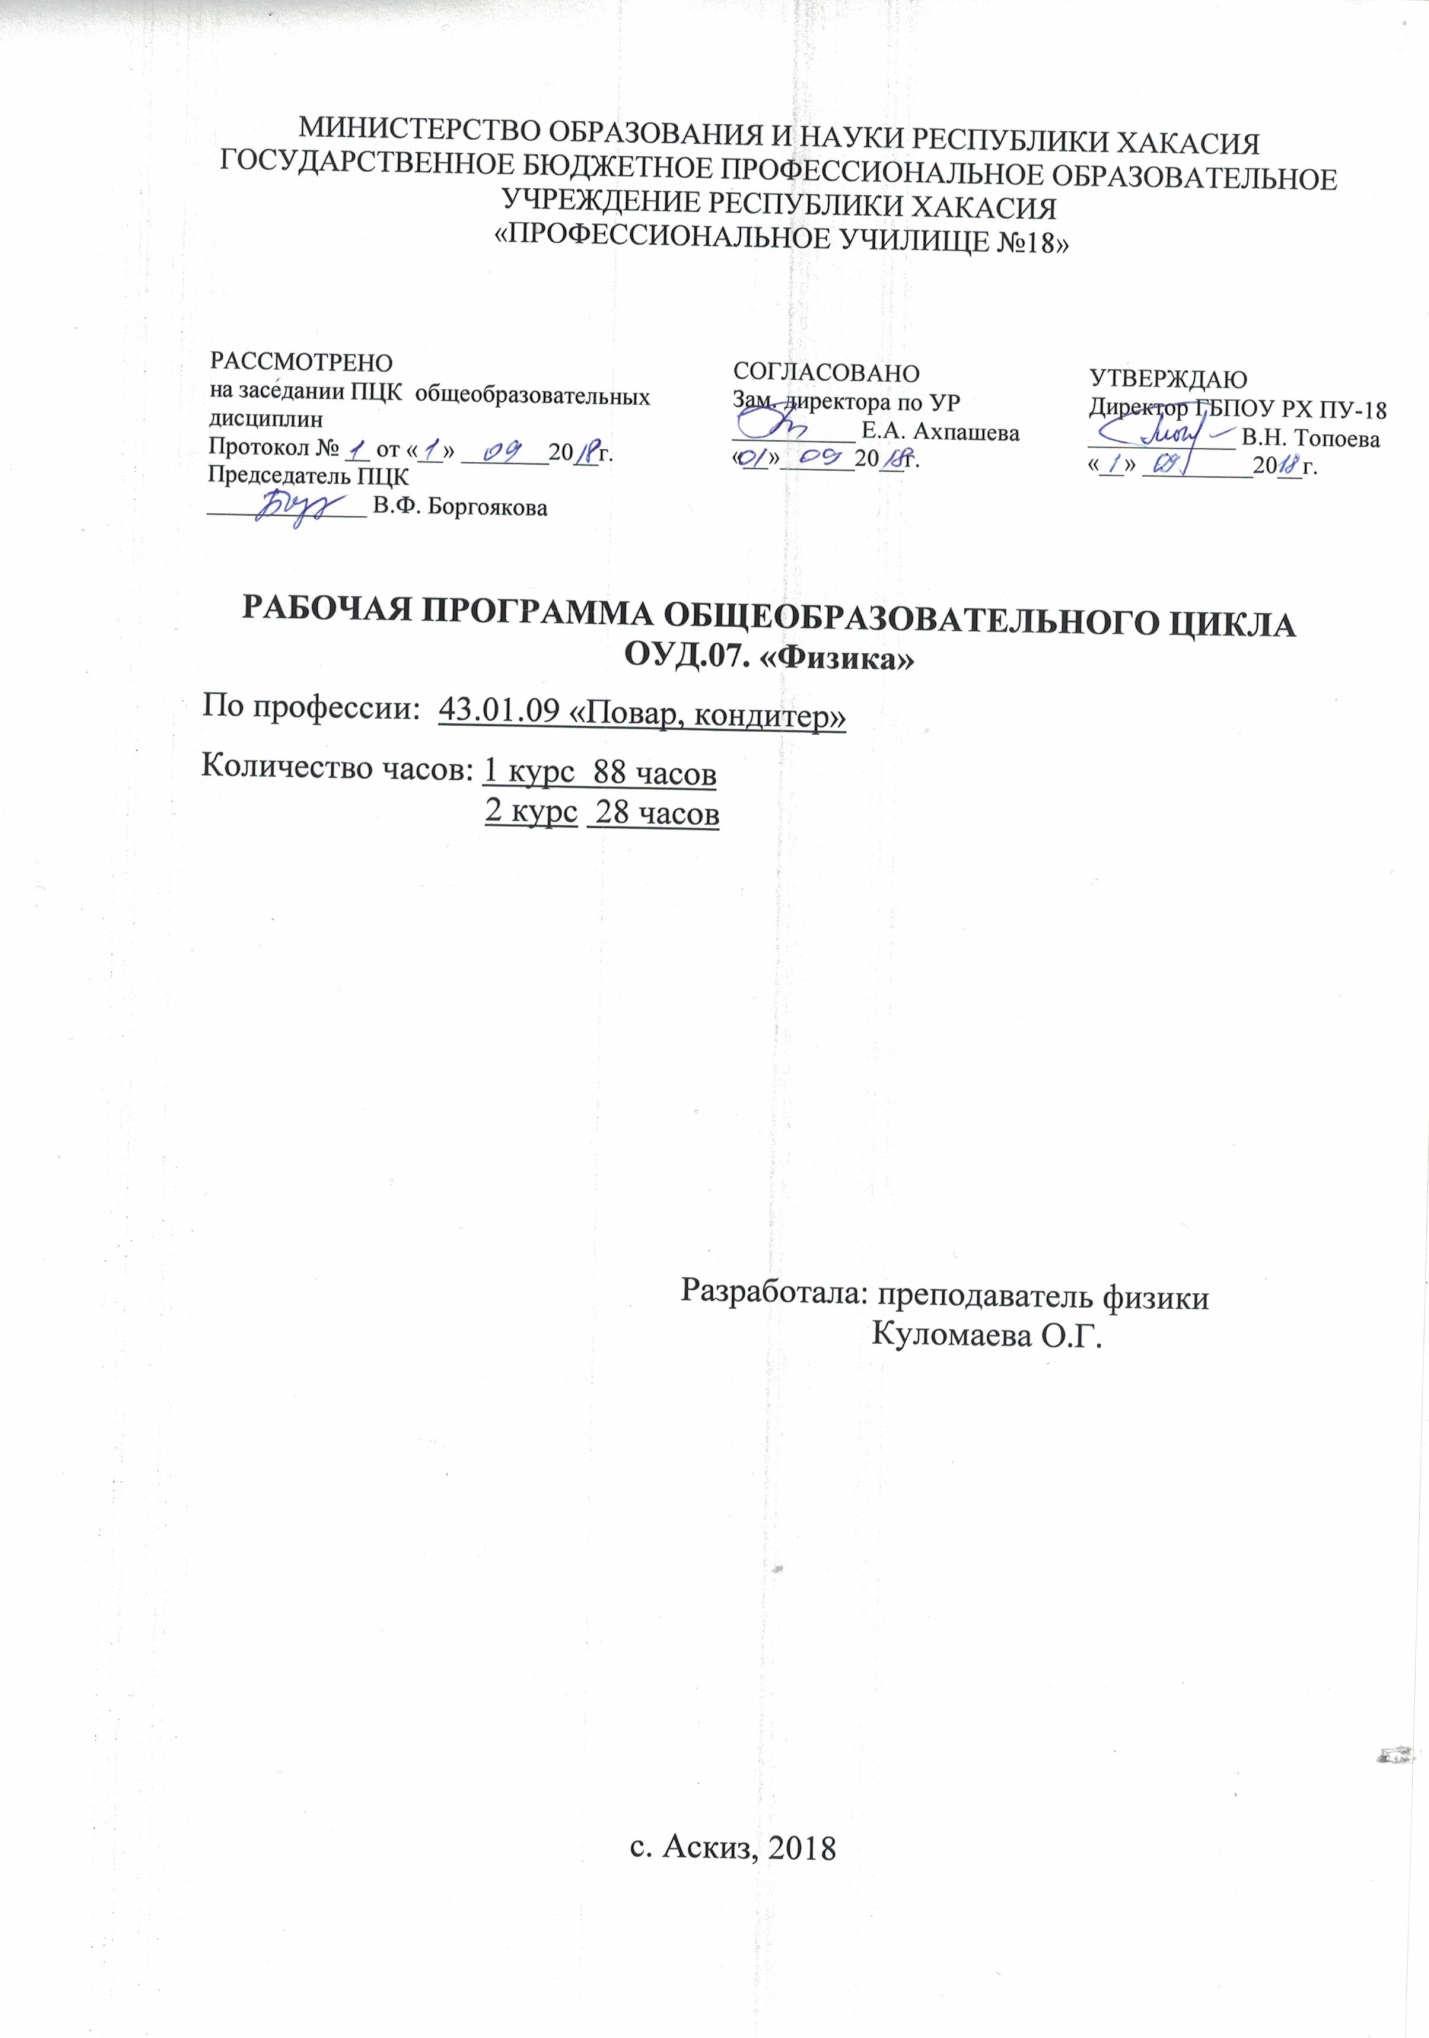 МИНИСТЕРСТВО ОБРАЗОВАНИЯ И НАУКИ РЕСПУБЛИКИ ХАКАСИЯ
ГОСУДАРСТВЕННОЕ БЮДЖЕТНОЕ ПРОФЕССИОНАЛЬНОЕ ОБРАЗОВАТЕЛЬНОЕ
УЧРЕЖДЕНИЕ РЕСПУБЛИКИ ХАКАСИЯ
«ПРОФЕССИОНАЛЬНОЕ УЧИЛИЩЕ №18»
РАССМОТРЕНО
на заседании ПЦК общеобразовательных
дисциплин
Протокол № 1 от «1» 09 2018г.
Председатель ПЦК
В.Ф. Боргоякова
СОГЛАСОВАНО
Зам. директора по УР
Е.А. Ахпашева
«01» 09 2018г.
УТВЕРЖДАЮ
Директор ГБПОУ РХ ПУ-18
В.Н. Топоева
«1» 09 2018г.
РАБОЧАЯ ПРОГРАММА ОБЩЕОБРАЗОВАТЕЛЬНОГО ЦИКЛА
ОУД.07. «Физика»
По профессии: 43.01.09 «Повар, кондитер»
Количество часов: 1 курс 88 часов
2 курс 28 часов
Разработала: преподаватель физики
Куломаева О.Г.
с. Аскиз, 2018